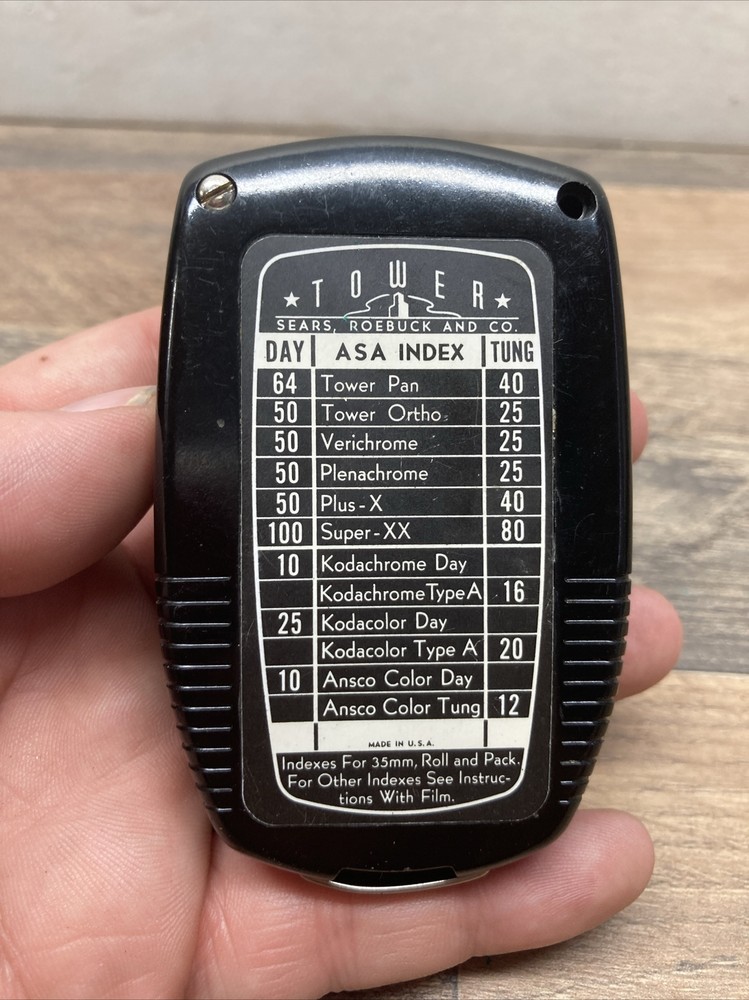 ★ TOWER ★
SEARS, ROEBUCK AND CO.
DAY ASA INDEX TUNG
64 Tower Pan 40
50 Tower Ortho 25
50 Verichrome 25
50 Plenachrome 25
50 Plus-X 40
100 Super-XX 80
10 Kodachrome Day
Kodachrome Type A 16
25 Kodacolor Day
Kodacolor Type A 20
10 Ansco Color Day
Ansco Color Tung 12
MADE IN U.S.A.
Indexes For 35mm, Roll and Pack.
For Other Indexes See Instruc-
tions With Film.